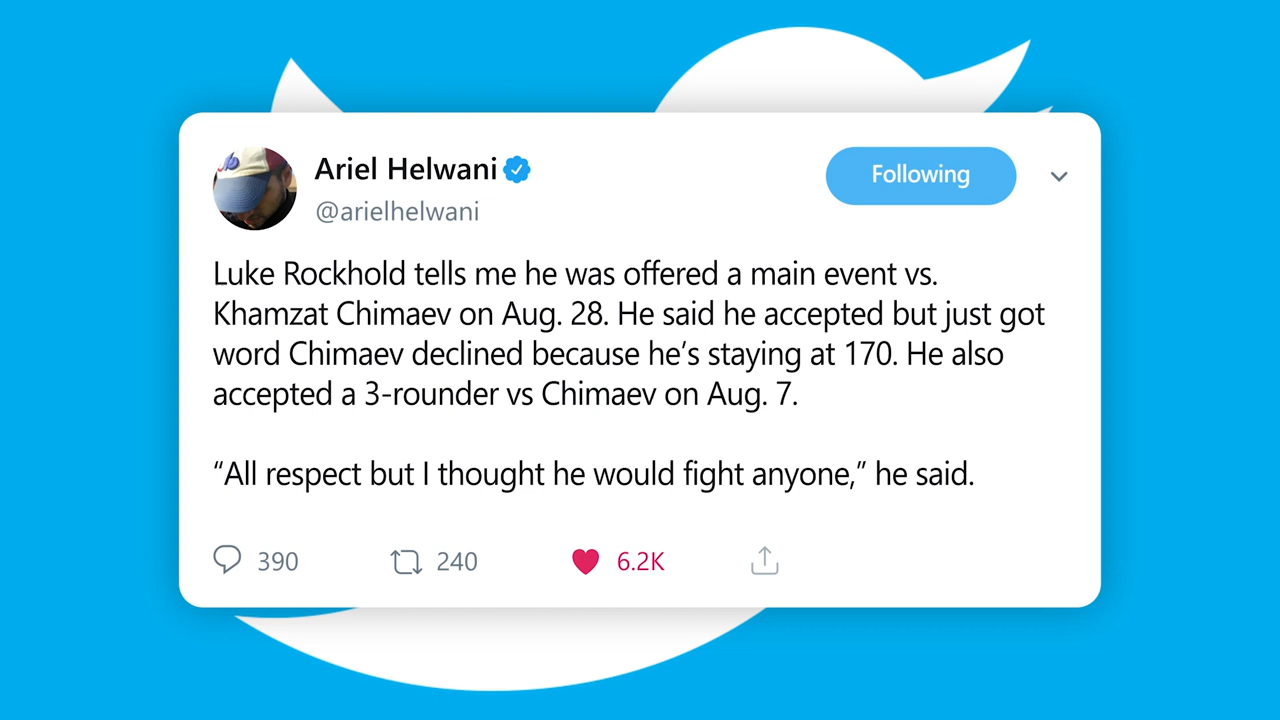 Ariel Helwani
@arielhelwani
Following
Luke Rockhold tells me he was offered a main event vs.
Khamzat Chimaev on Aug. 28. He said he accepted but just got
word Chimaev declined because he’s staying at 170. He also
accepted a 3-rounder vs Chimaev on Aug. 7.
“All respect but I thought he would fight anyone,” he said.
390 240 6.2K